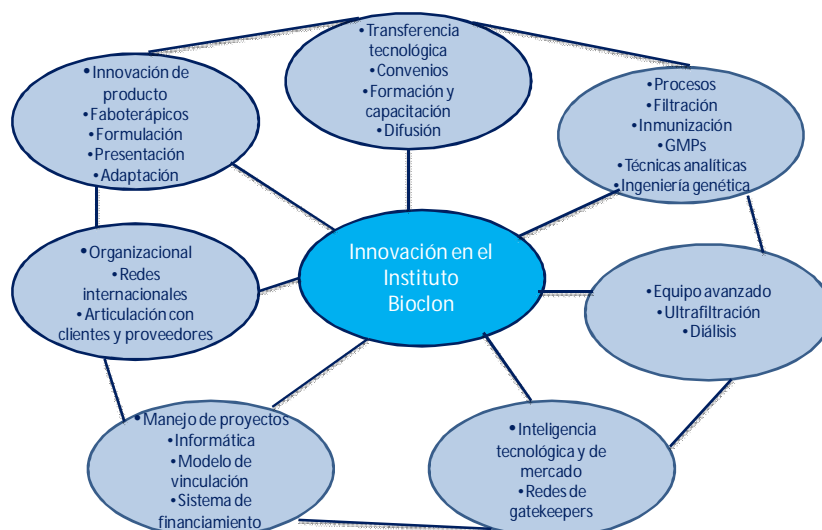 • Transferencia
tecnológica
• Convenios
• Formación y
capacitación
• Difusión
• Innovación de
producto
• Faboterápicos
• Formulación
• Presentación
• Adaptación
• Procesos
• Filtración
• Inmunización
• GMPs
• Técnicas analíticas
• Ingeniería genética
Innovación en el
Instituto
Bioclon
• Organizacional
• Redes
internacionales
• Articulación con
clientes y proveedores
• Equipo avanzado
• Ultrafiltración
• Diálisis
• Manejo de proyectos
• Informática
• Modelo de
vinculación
• Sistema de
financiamiento
• Inteligencia
tecnológica y de
mercado
• Redes de
gatekeepers